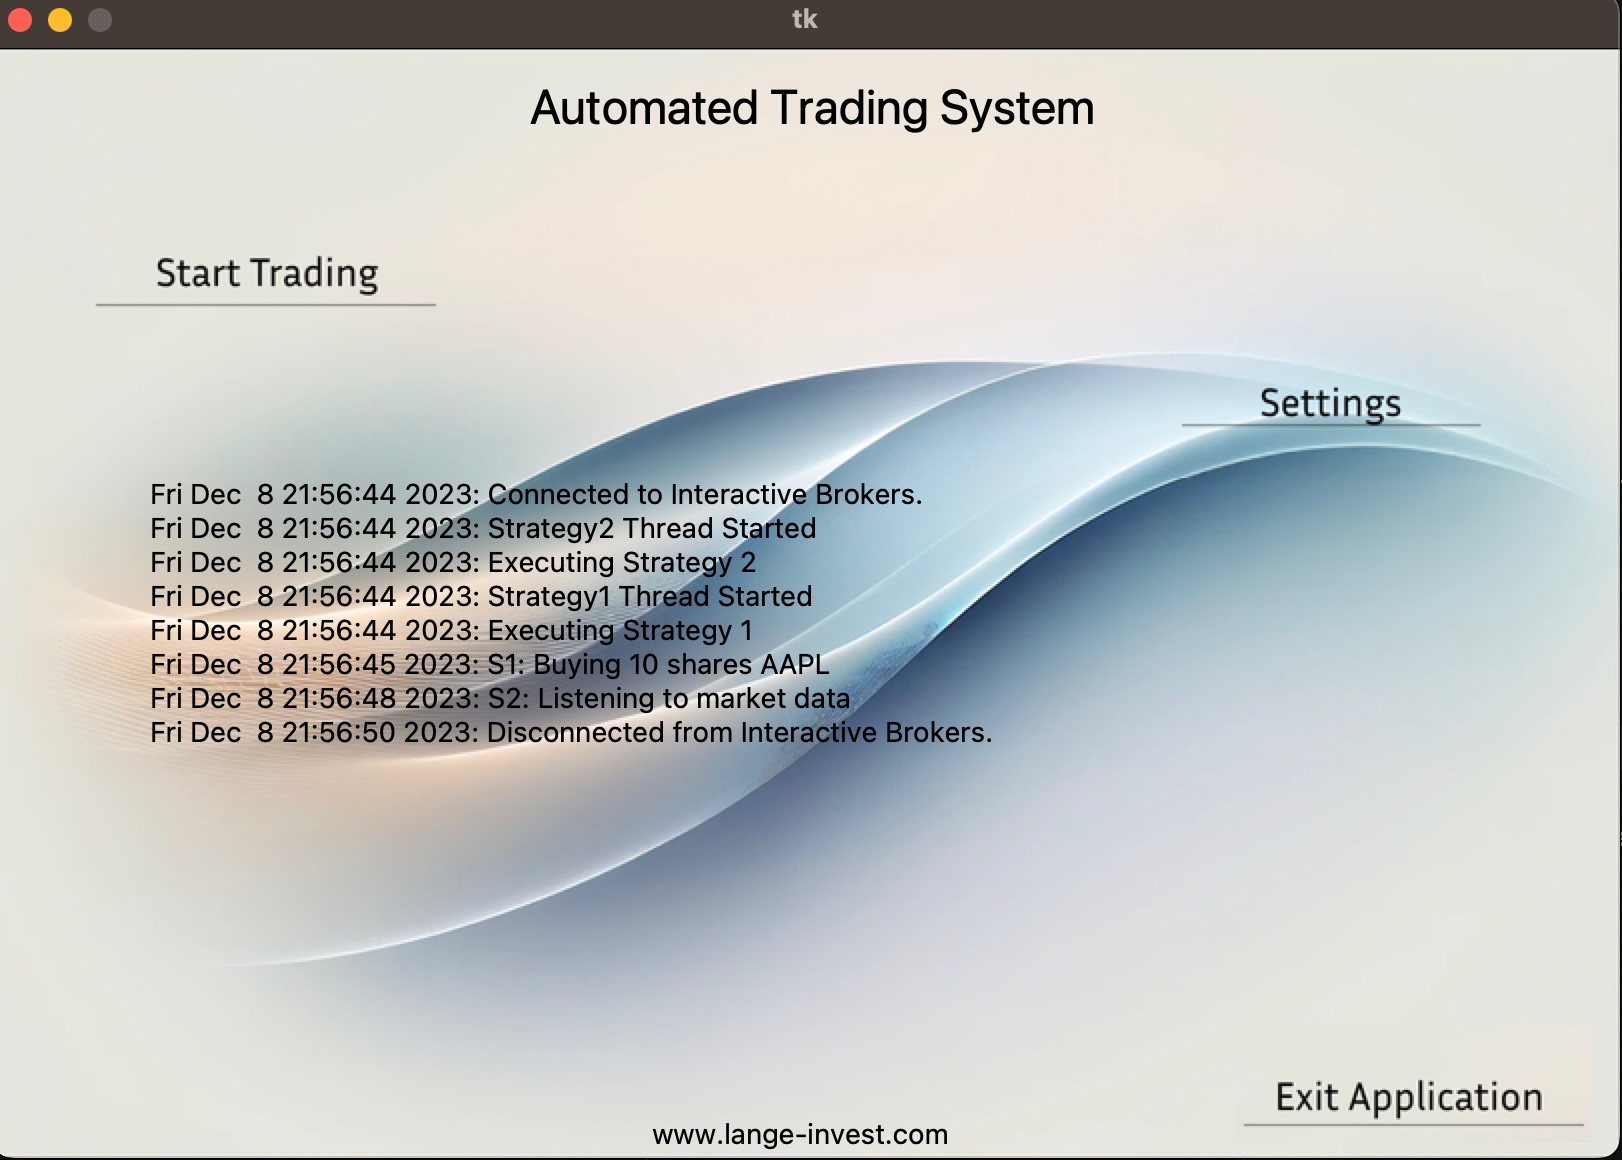 tk
Automated Trading System
Start Trading
Settings
Fri Dec  8 21:56:44 2023: Connected to Interactive Brokers.
Fri Dec  8 21:56:44 2023: Strategy2 Thread Started
Fri Dec  8 21:56:44 2023: Executing Strategy 2
Fri Dec  8 21:56:44 2023: Strategy1 Thread Started
Fri Dec  8 21:56:44 2023: Executing Strategy 1
Fri Dec  8 21:56:45 2023: S1: Buying 10 shares AAPL
Fri Dec  8 21:56:48 2023: S2: Listening to market data
Fri Dec  8 21:56:50 2023: Disconnected from Interactive Brokers.
Exit Application
www.lange-invest.com